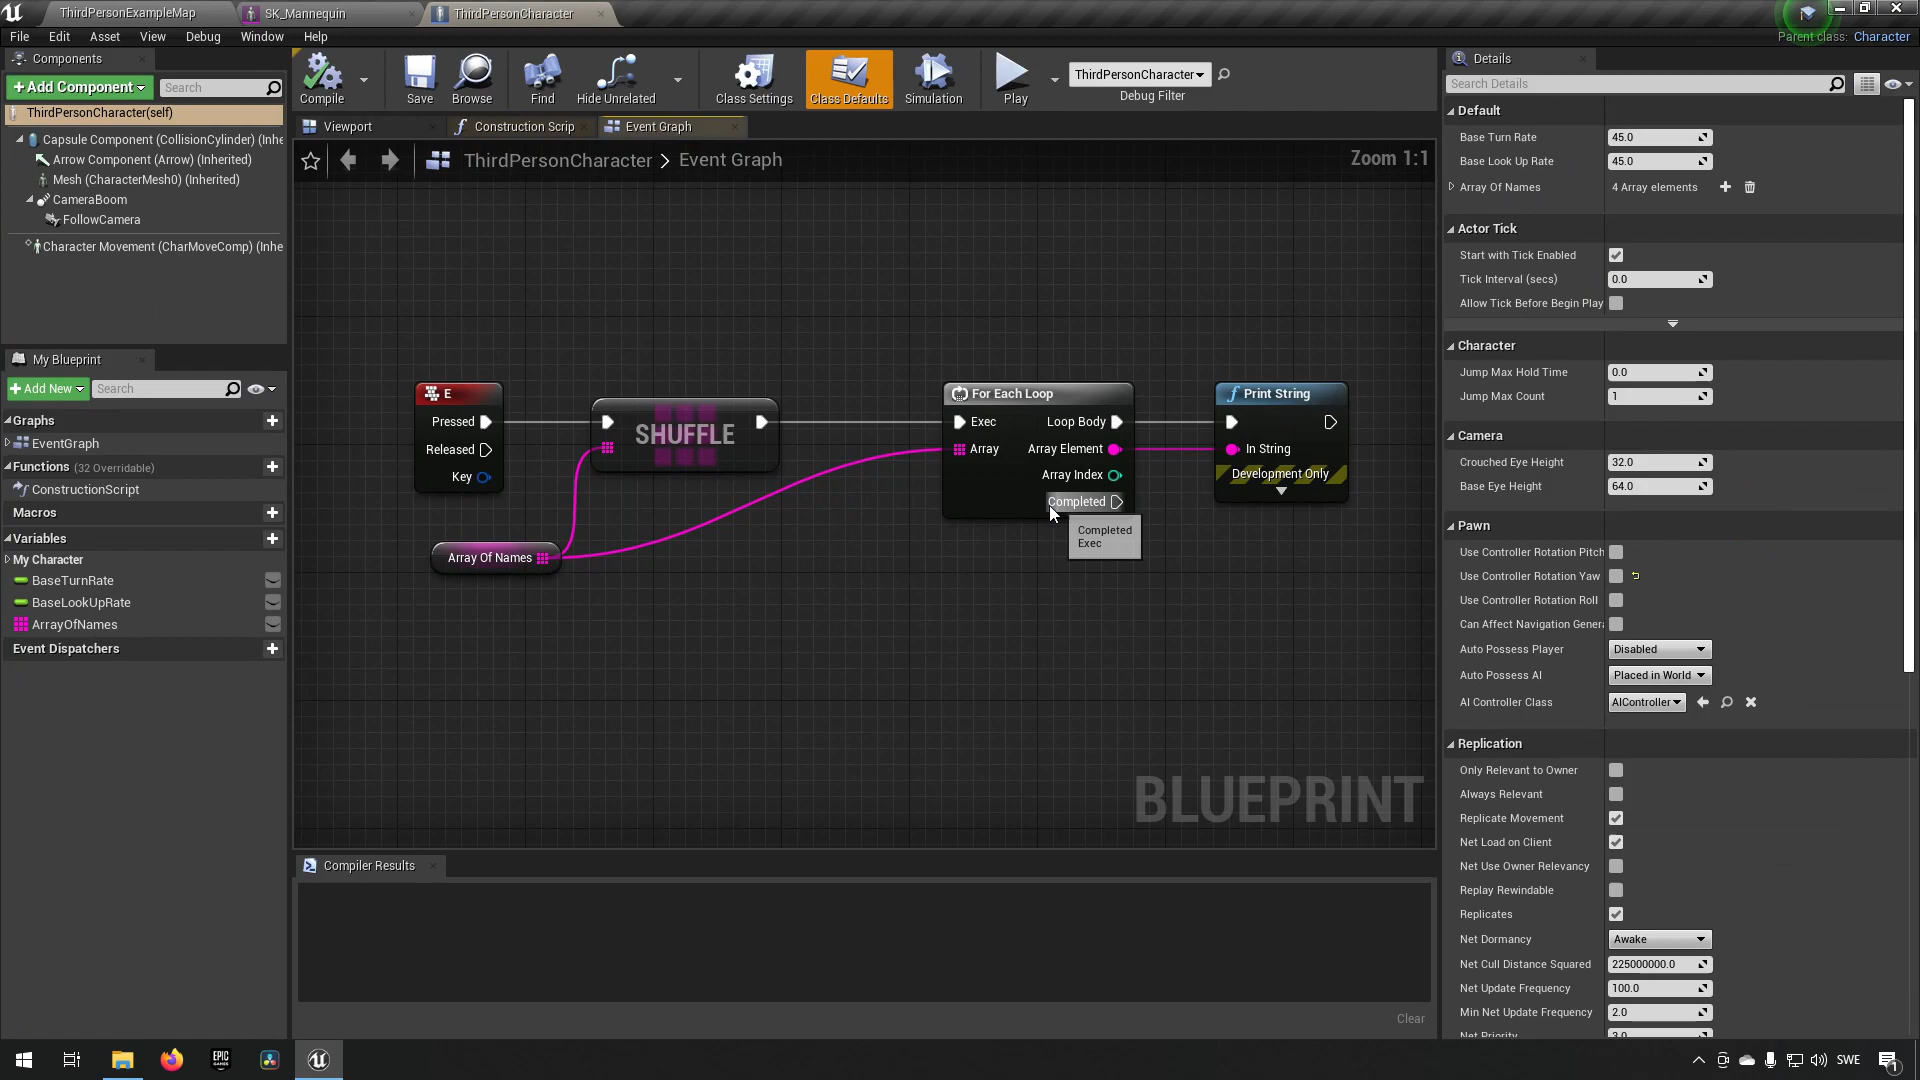 ThirdPersonExampleMap
SK_Mannequin
ThirdPersonCharacter
File Edit Asset View Debug Window Help
Parent class: Character
Components
+Add Component
Search
ThirdPersonCharacter(self)
Capsule Component (CollisionCylinder) (Inhe
Arrow Component (Arrow) (Inherited)
Mesh (CharacterMesh0) (Inherited)
CameraBoom
FollowCamera
Character Movement (CharMoveComp) (Inhe
Compile
Save
Browse
Find
Hide Unrelated
Class Settings
Class Defaults
Simulation
Play
ThirdPersonCharacter
Debug Filter
Viewport
Construction Scrip
Event Graph
ThirdPersonCharacter > Event Graph
Zoom 1:1
E
Pressed
Released
Key
SHUFFLE
Array Of Names
For Each Loop
Exec
Loop Body
Array
Array Element
Array Index
Completed
Completed
Exec
Print String
In String
Development Only
BLUEPRINT
My Blueprint
+Add New
Search
Graphs
EventGraph
Functions (32 Overridable)
ConstructionScript
Macros
Variables
My Character
BaseTurnRate
BaseLookUpRate
ArrayOfNames
Event Dispatchers
Compiler Results
Clear
Details
Search Details
Default
Base Turn Rate 45.0
Base Look Up Rate 45.0
Array Of Names 4 Array elements
Actor Tick
Start with Tick Enabled
Tick Interval (secs) 0.0
Allow Tick Before Begin Play
Character
Jump Max Hold Time 0.0
Jump Max Count 1
Camera
Crouched Eye Height 32.0
Base Eye Height 64.0
Pawn
Use Controller Rotation Pitch
Use Controller Rotation Yaw
Use Controller Rotation Roll
Can Affect Navigation Genera
Auto Possess Player Disabled
Auto Possess AI Placed in World
AI Controller Class AIController
Replication
Only Relevant to Owner
Always Relevant
Replicate Movement
Net Load on Client
Net Use Owner Relevancy
Replay Rewindable
Replicates
Net Dormancy Awake
Net Cull Distance Squared 225000000.0
Net Update Frequency 100.0
Min Net Update Frequency 2.0
Net Priority 3.0
EPIC
GAMES
SWE
1